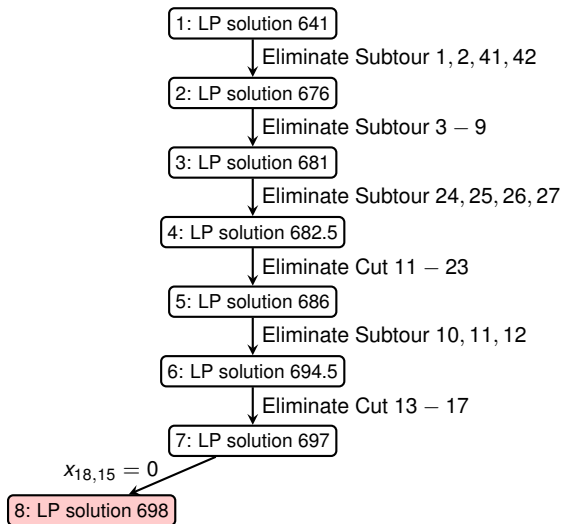 1: LP solution 641
Eliminate Subtour 1, 2, 41, 42
2: LP solution 676
Eliminate Subtour 3 − 9
3: LP solution 681
Eliminate Subtour 24, 25, 26, 27
4: LP solution 682.5
Eliminate Cut 11 − 23
5: LP solution 686
Eliminate Subtour 10, 11, 12
6: LP solution 694.5
Eliminate Cut 13 − 17
7: LP solution 697
x₁₈,₁₅ = 0
8: LP solution 698